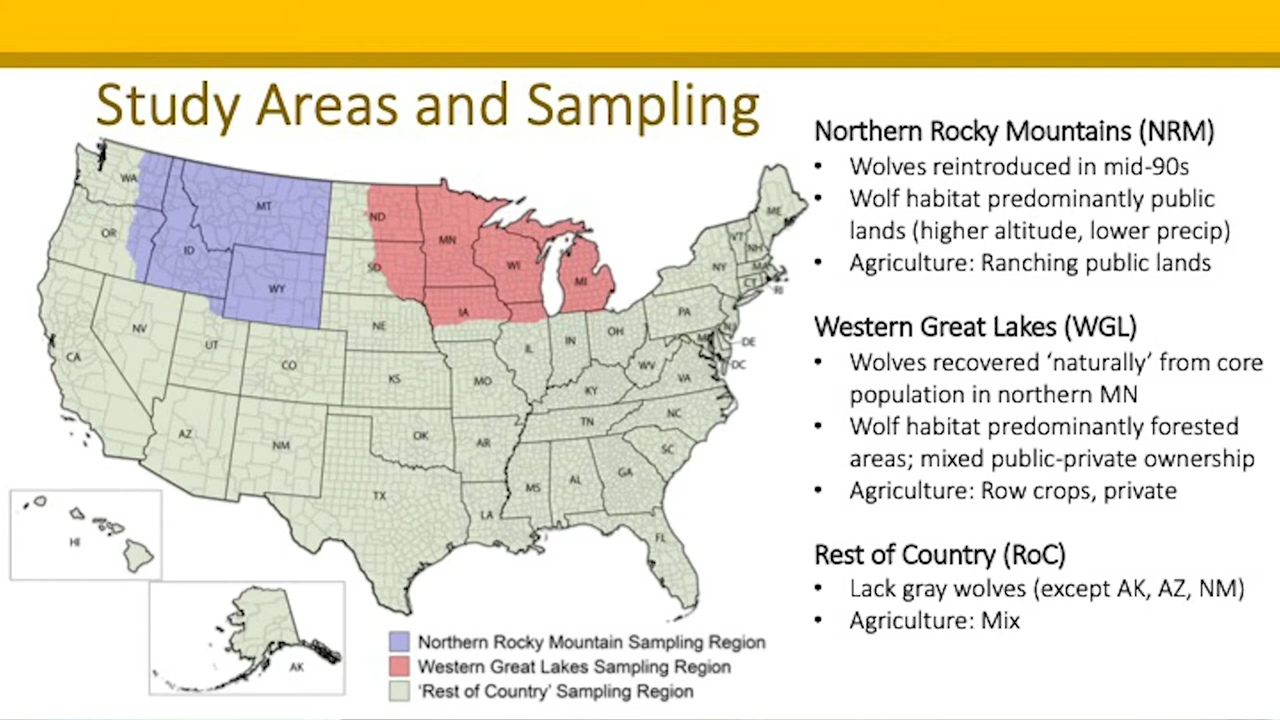 Study Areas and Sampling
Northern Rocky Mountains (NRM)
• Wolves reintroduced in mid-90s
• Wolf habitat predominantly public
lands (higher altitude, lower precip)
• Agriculture: Ranching public lands
Western Great Lakes (WGL)
• Wolves recovered ‘naturally’ from core
population in northern MN
• Wolf habitat predominantly forested
areas; mixed public-private ownership
• Agriculture: Row crops, private
Rest of Country (RoC)
• Lack gray wolves (except AK, AZ, NM)
• Agriculture: Mix
WA
MT
ND
ME
OR
ID
MN
VT
NH
SD
WI
NY
MA
WY
MI
CT
RI
IA
PA
NV
NE
OH
NJ
UT
IL
IN
MD
DE
CA
CO
WV
DC
KS
MO
KY
VA
AZ
NM
OK
TN
NC
AR
SC
TX
MS
AL
GA
LA
FL
HI
AK
Northern Rocky Mountain Sampling Region
Western Great Lakes Sampling Region
‘Rest of Country’ Sampling Region